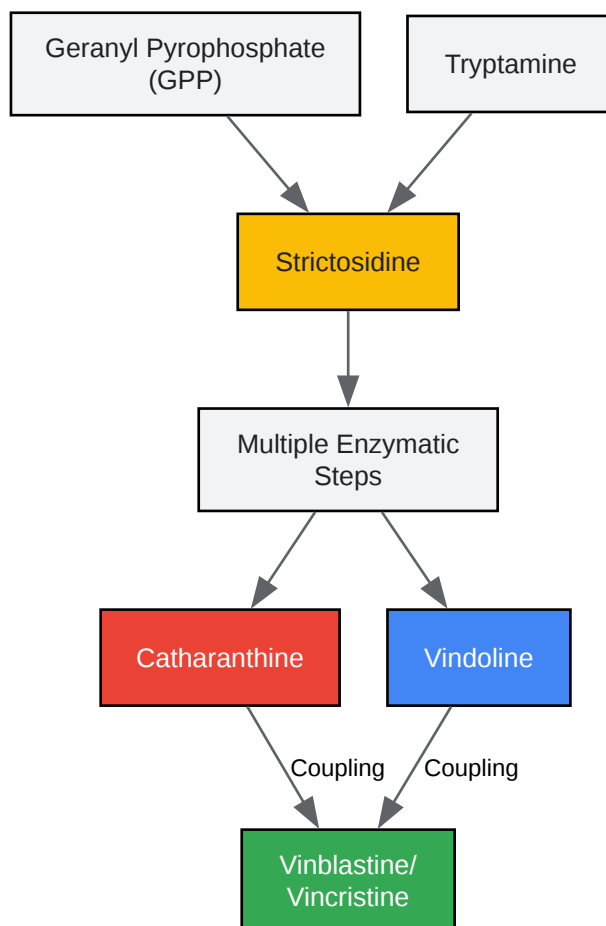 Geranyl Pyrophosphate
(GPP)
Tryptamine
Strictosidine
Multiple Enzymatic
Steps
Catharanthine
Vindoline
Coupling
Coupling
Vinblastine/
Vincristine